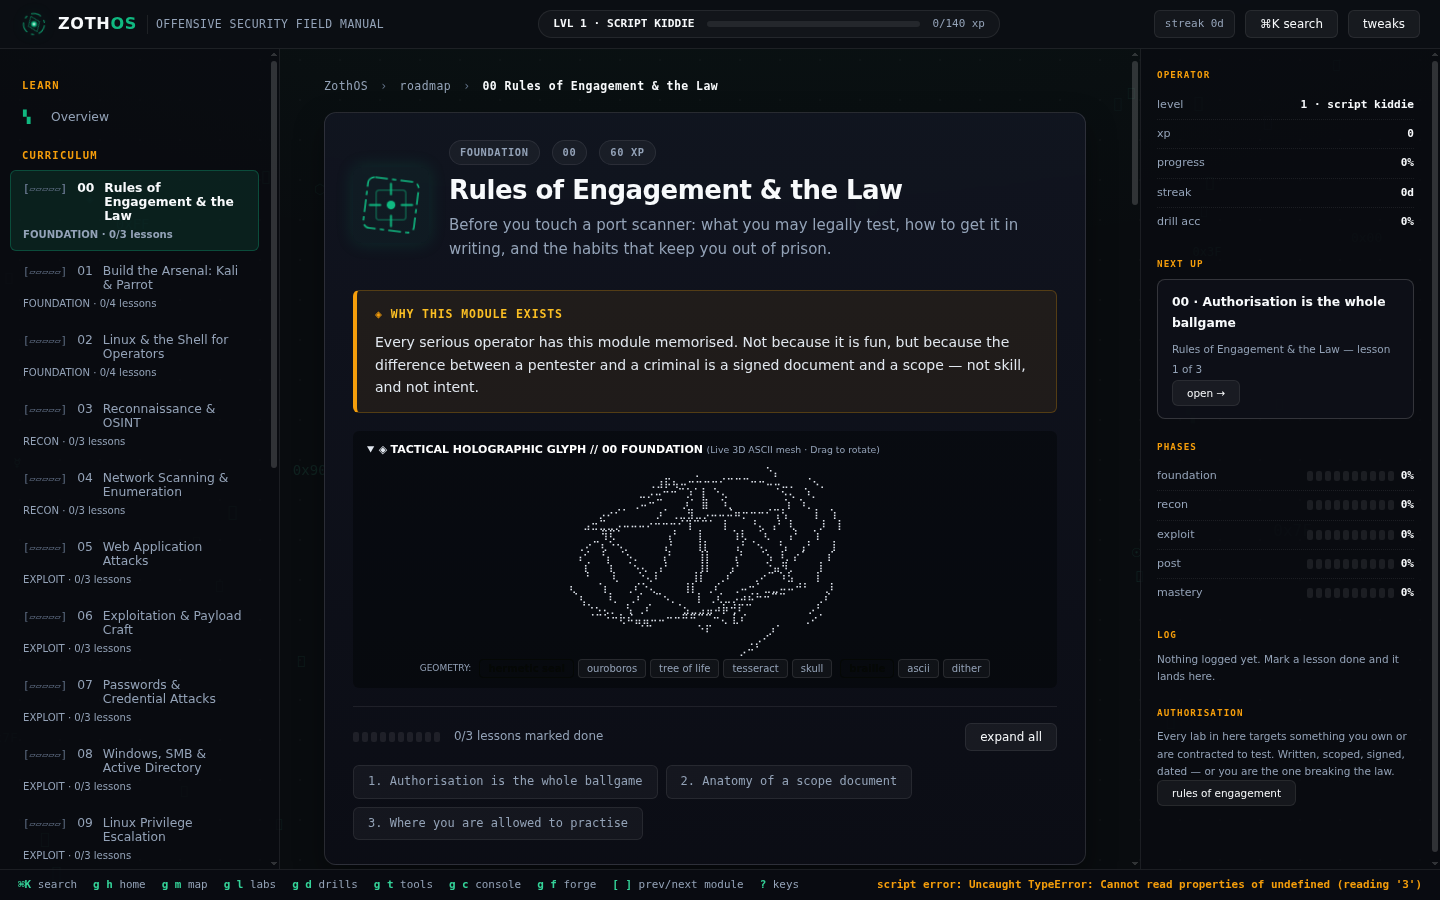 ZOTHOS OFFENSIVE SECURITY FIELD MANUAL
LVL 1 · SCRIPT KIDDIE 0/140 xp
streak 0d ⌘K search tweaks
LEARN
Overview
CURRICULUM
[▱▱▱▱▱] 00 Rules of
Engagement & the
Law
FOUNDATION · 0/3 lessons
[▱▱▱▱▱] 01 Build the Arsenal: Kali
& Parrot
FOUNDATION · 0/4 lessons
[▱▱▱▱▱] 02 Linux & the Shell for
Operators
FOUNDATION · 0/4 lessons
[▱▱▱▱▱] 03 Reconnaissance &
OSINT
RECON · 0/3 lessons
[▱▱▱▱▱] 04 Network Scanning &
Enumeration
RECON · 0/3 lessons
[▱▱▱▱▱] 05 Web Application
Attacks
EXPLOIT · 0/3 lessons
[▱▱▱▱▱] 06 Exploitation & Payload
Craft
EXPLOIT · 0/3 lessons
[▱▱▱▱▱] 07 Passwords &
Credential Attacks
EXPLOIT · 0/3 lessons
[▱▱▱▱▱] 08 Windows, SMB &
Active Directory
EXPLOIT · 0/3 lessons
[▱▱▱▱▱] 09 Linux Privilege
Escalation
EXPLOIT · 0/3 lessons
ZothOS › roadmap › 00 Rules of Engagement & the Law
FOUNDATION 00 60 XP
Rules of Engagement & the Law
Before you touch a port scanner: what you may legally test, how to get it in
writing, and the habits that keep you out of prison.
◈ WHY THIS MODULE EXISTS
Every serious operator has this module memorised. Not because it is fun, but because the
difference between a pentester and a criminal is a signed document and a scope — not skill,
and not intent.
▼ ◈ TACTICAL HOLOGRAPHIC GLYPH // 00 FOUNDATION (Live 3D ASCII mesh · Drag to rotate)
GEOMETRY: ouroboros tree of life tesseract skull ascii dither
0/3 lessons marked done expand all
1. Authorisation is the whole ballgame 2. Anatomy of a scope document
3. Where you are allowed to practise
OPERATOR
level 1 · script kiddie
xp 0
progress 0%
streak 0d
drill acc 0%
NEXT UP
00 · Authorisation is the whole
ballgame
Rules of Engagement & the Law — lesson
1 of 3
open →
PHASES
foundation 0%
recon 0%
exploit 0%
post 0%
mastery 0%
LOG
Nothing logged yet. Mark a lesson done and it
lands here.
AUTHORISATION
Every lab in here targets something you own or
are contracted to test. Written, scoped, signed,
dated — or you are the one breaking the law.
rules of engagement
⌘K search g h home g m map g l labs g d drills g t tools g c console g f forge [ ] prev/next module ? keys
script error: Uncaught TypeError: Cannot read properties of undefined (reading '3')